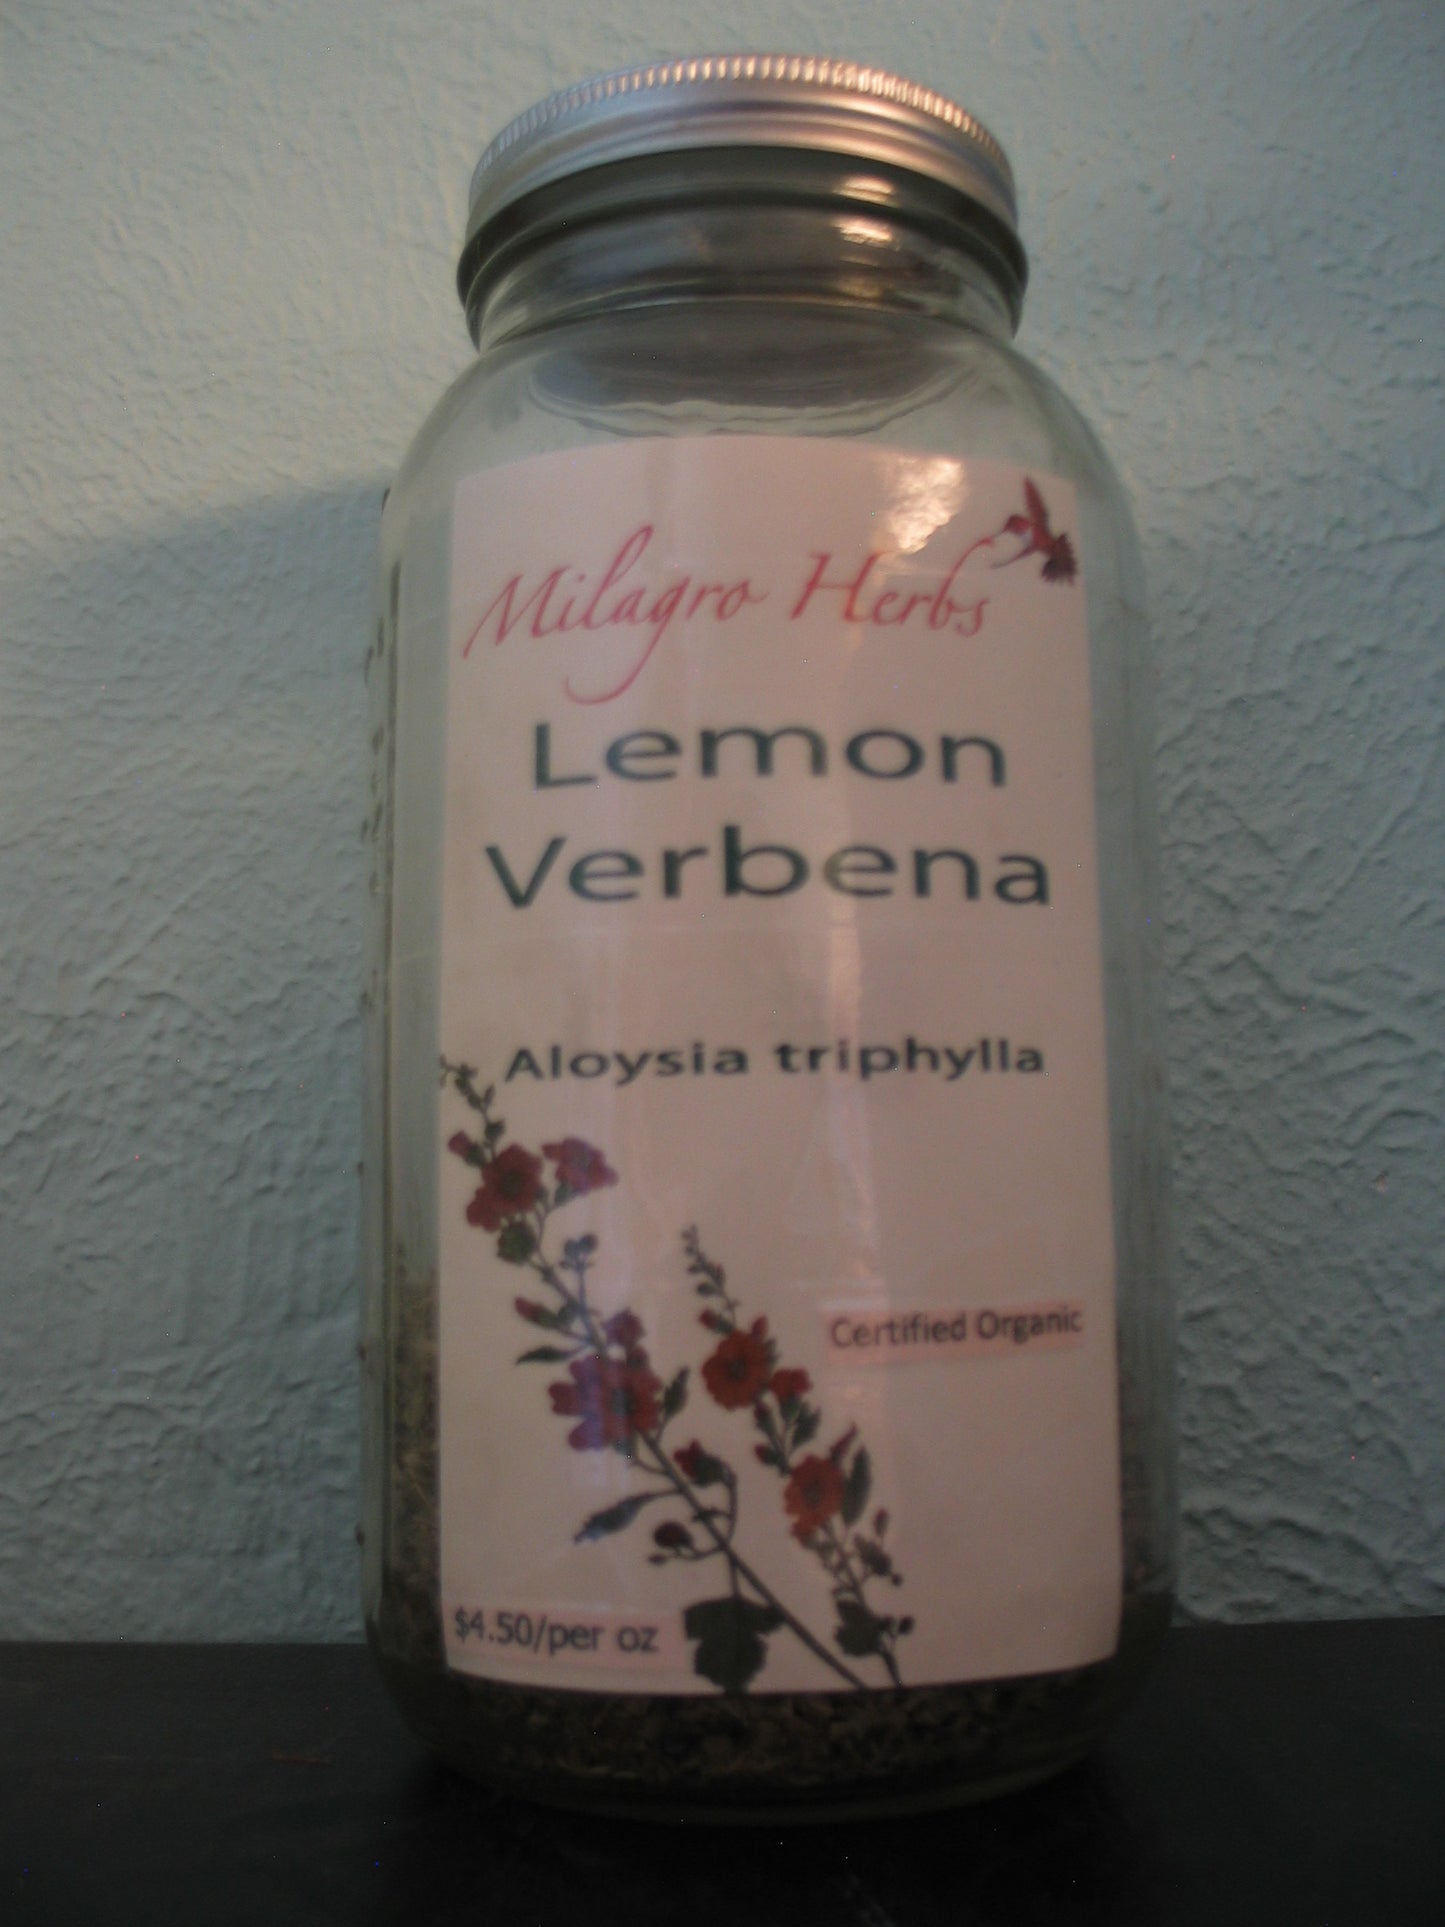 Milagro Herbs
Lemon
Verbena
Aloysia triphylla
Certified Organic
$4.50/per oz